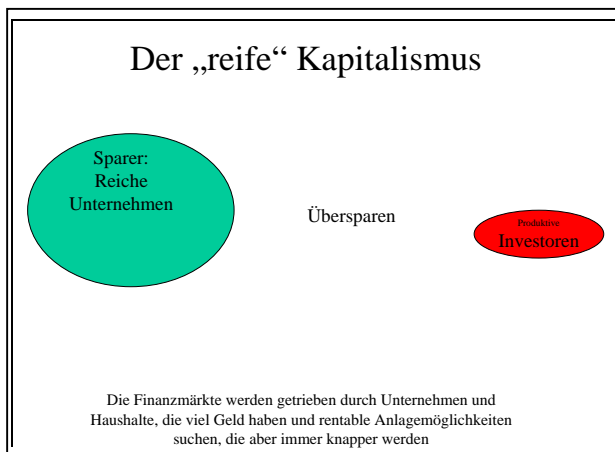 Der „reife“ Kapitalismus
Sparer:
Reiche
Unternehmen
Übersparen
Produktive
Investoren
Die Finanzmärkte werden getrieben durch Unternehmen und
Haushalte, die viel Geld haben und rentable Anlagemöglichkeiten
suchen, die aber immer knapper werden